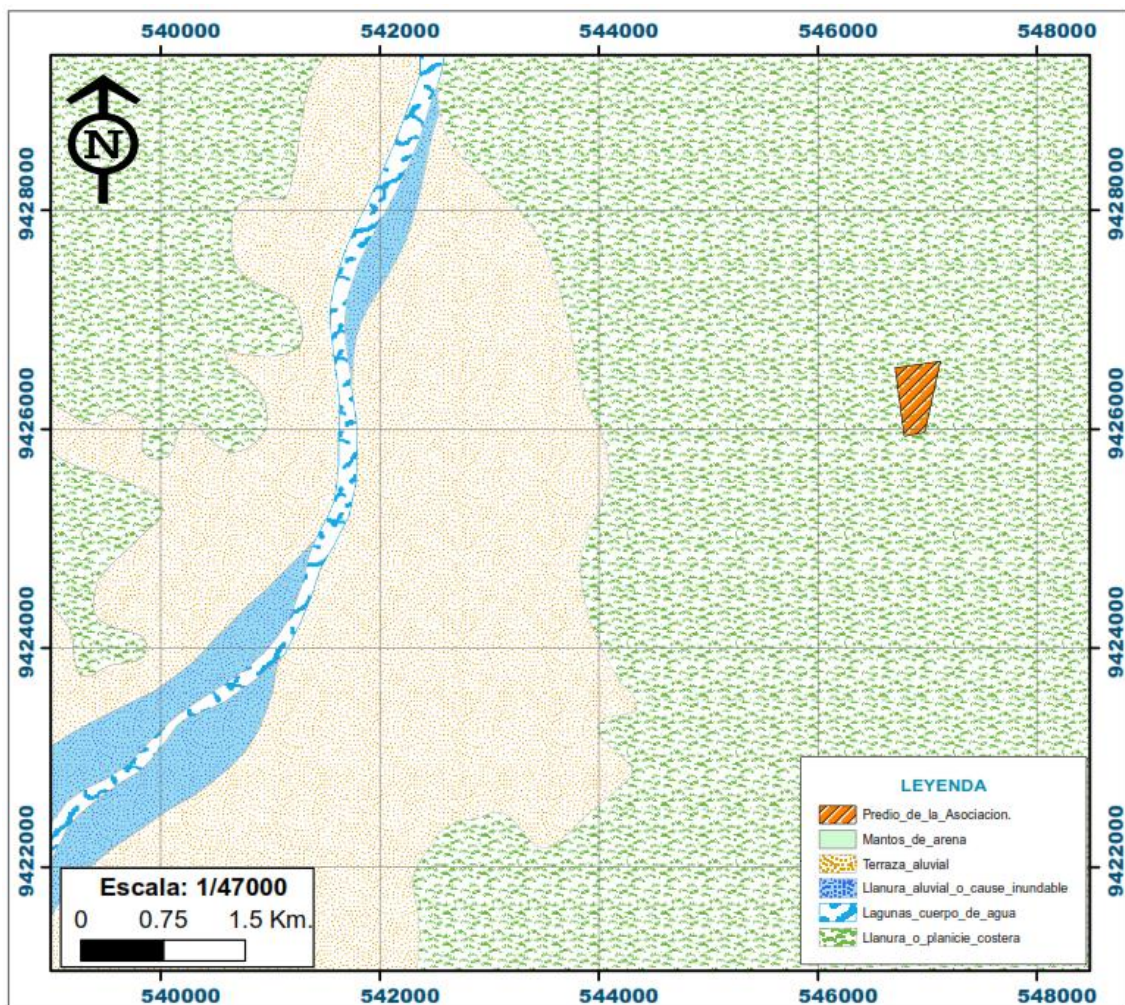 540000 542000 544000 546000 548000
N
9428000 9428000
9426000 9426000
9424000 9424000
9422000 9422000
LEYENDA
Predio_de_la_Asociacion.
Mantos_de_arena
Terraza_aluvial
Llanura_aluvial_o_cause_inundable
Lagunas_cuerpo_de_agua
Llanura_o_planicie_costera
Escala: 1/47000
0 0.75 1.5 Km.
540000 542000 544000 546000 548000